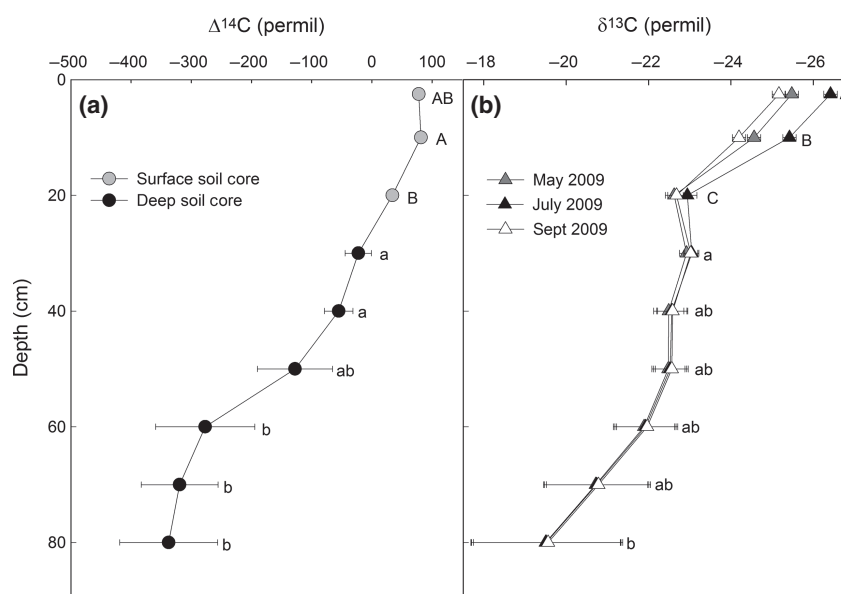 Δ¹⁴C (permil)
δ¹³C (permil)
−500 −400 −300 −200 −100 0 100
−18 −20 −22 −24 −26
0
20
40
60
80
Depth (cm)
(a)
AB
A
B
a
a
ab
b
b
b
Surface soil core
Deep soil core
(b)
B
C
a
ab
ab
ab
ab
b
May 2009
July 2009
Sept 2009